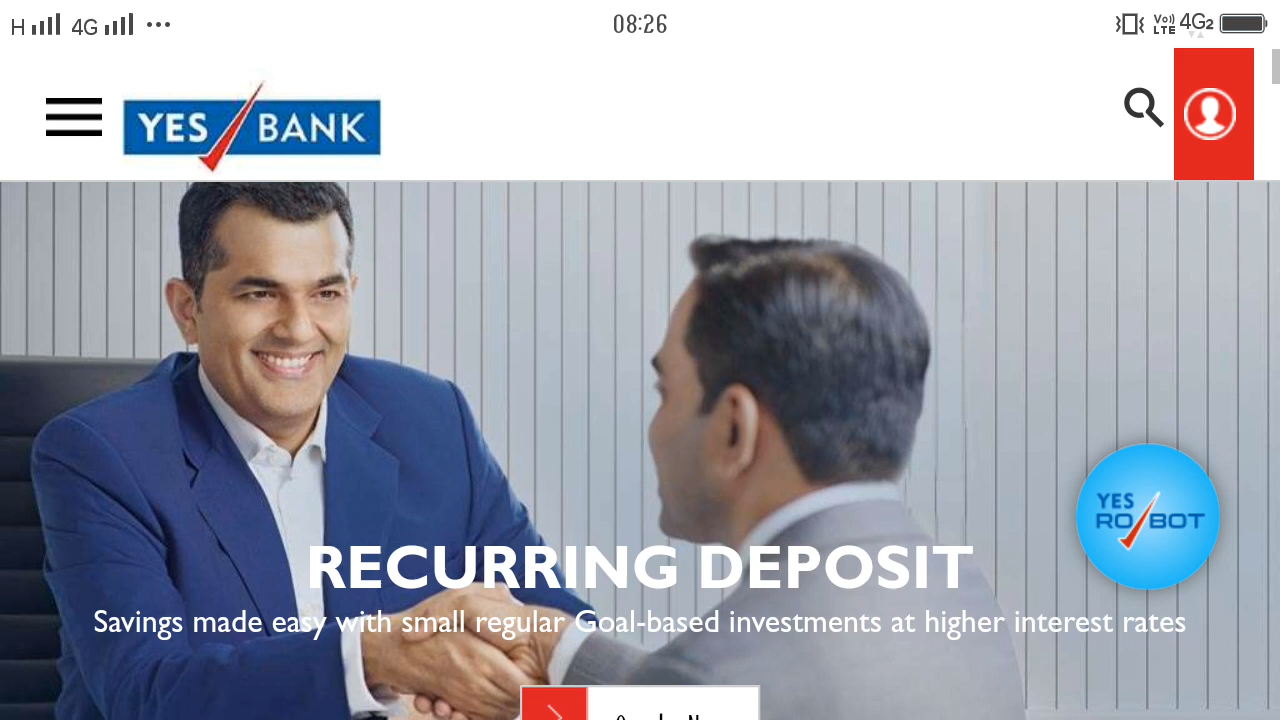 H 4G ••• 08:26 Vo)) LTE 4G2
YES BANK
YES
ROBOT
RECURRING DEPOSIT
Savings made easy with small regular Goal-based investments at higher interest rates